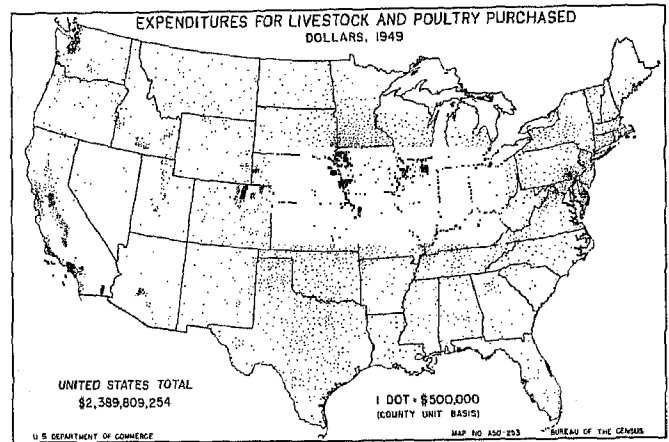 EXPENDITURES FOR LIVESTOCK AND POULTRY PURCHASED
DOLLARS, 1949
UNITED STATES TOTAL
$2,389,809,254
1 DOT = $500,000
(COUNTY UNIT BASIS)
U S DEPARTMENT OF COMMERCE
MAP NO A50-253
BUREAU OF THE CENSUS